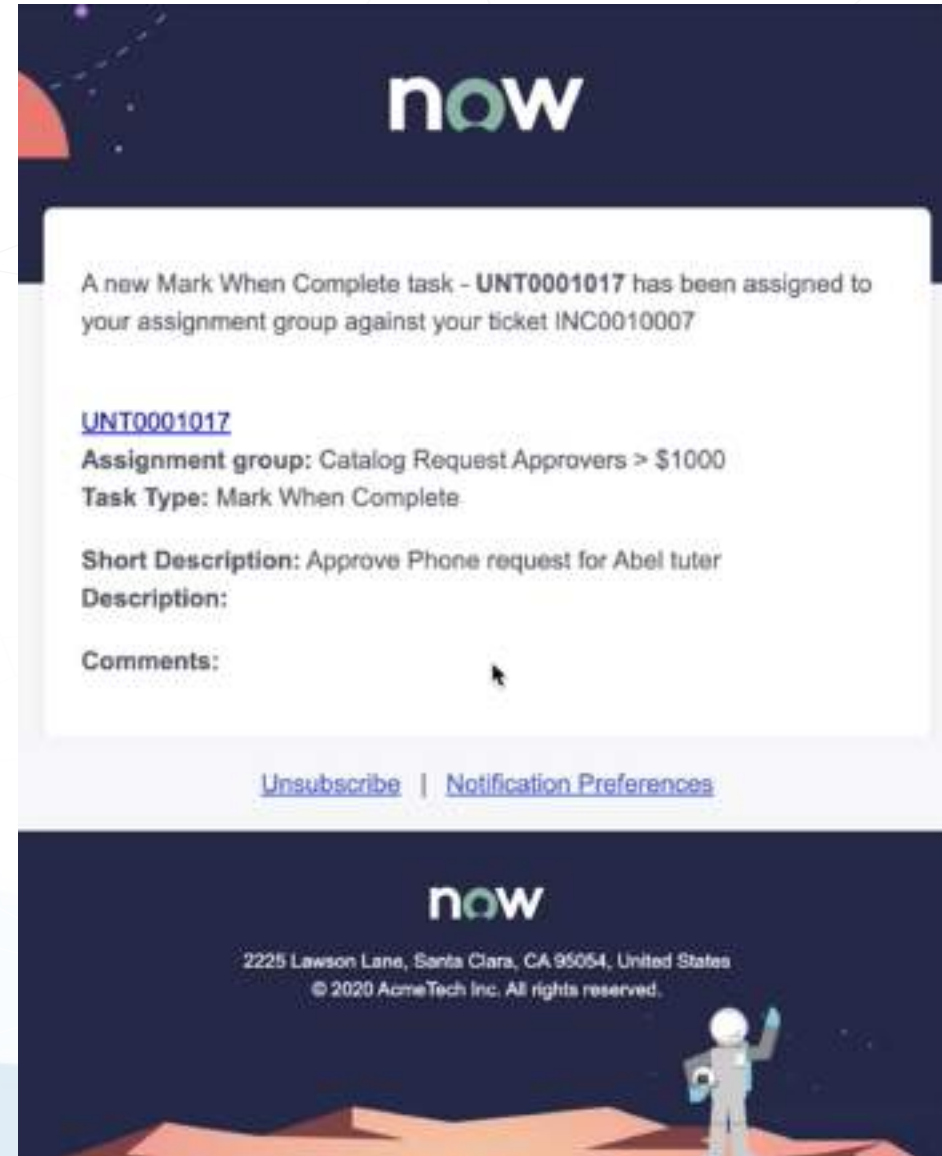 now
A new Mark When Complete task - UNT0001017 has been assigned to
your assignment group against your ticket INC0010007
UNT0001017
Assignment group: Catalog Request Approvers > $1000
Task Type: Mark When Complete
Short Description: Approve Phone request for Abel tuter
Description:
Comments:
Unsubscribe | Notification Preferences
now
2225 Lawson Lane, Santa Clara, CA 95054, United States
© 2020 AcmeTech Inc. All rights reserved.